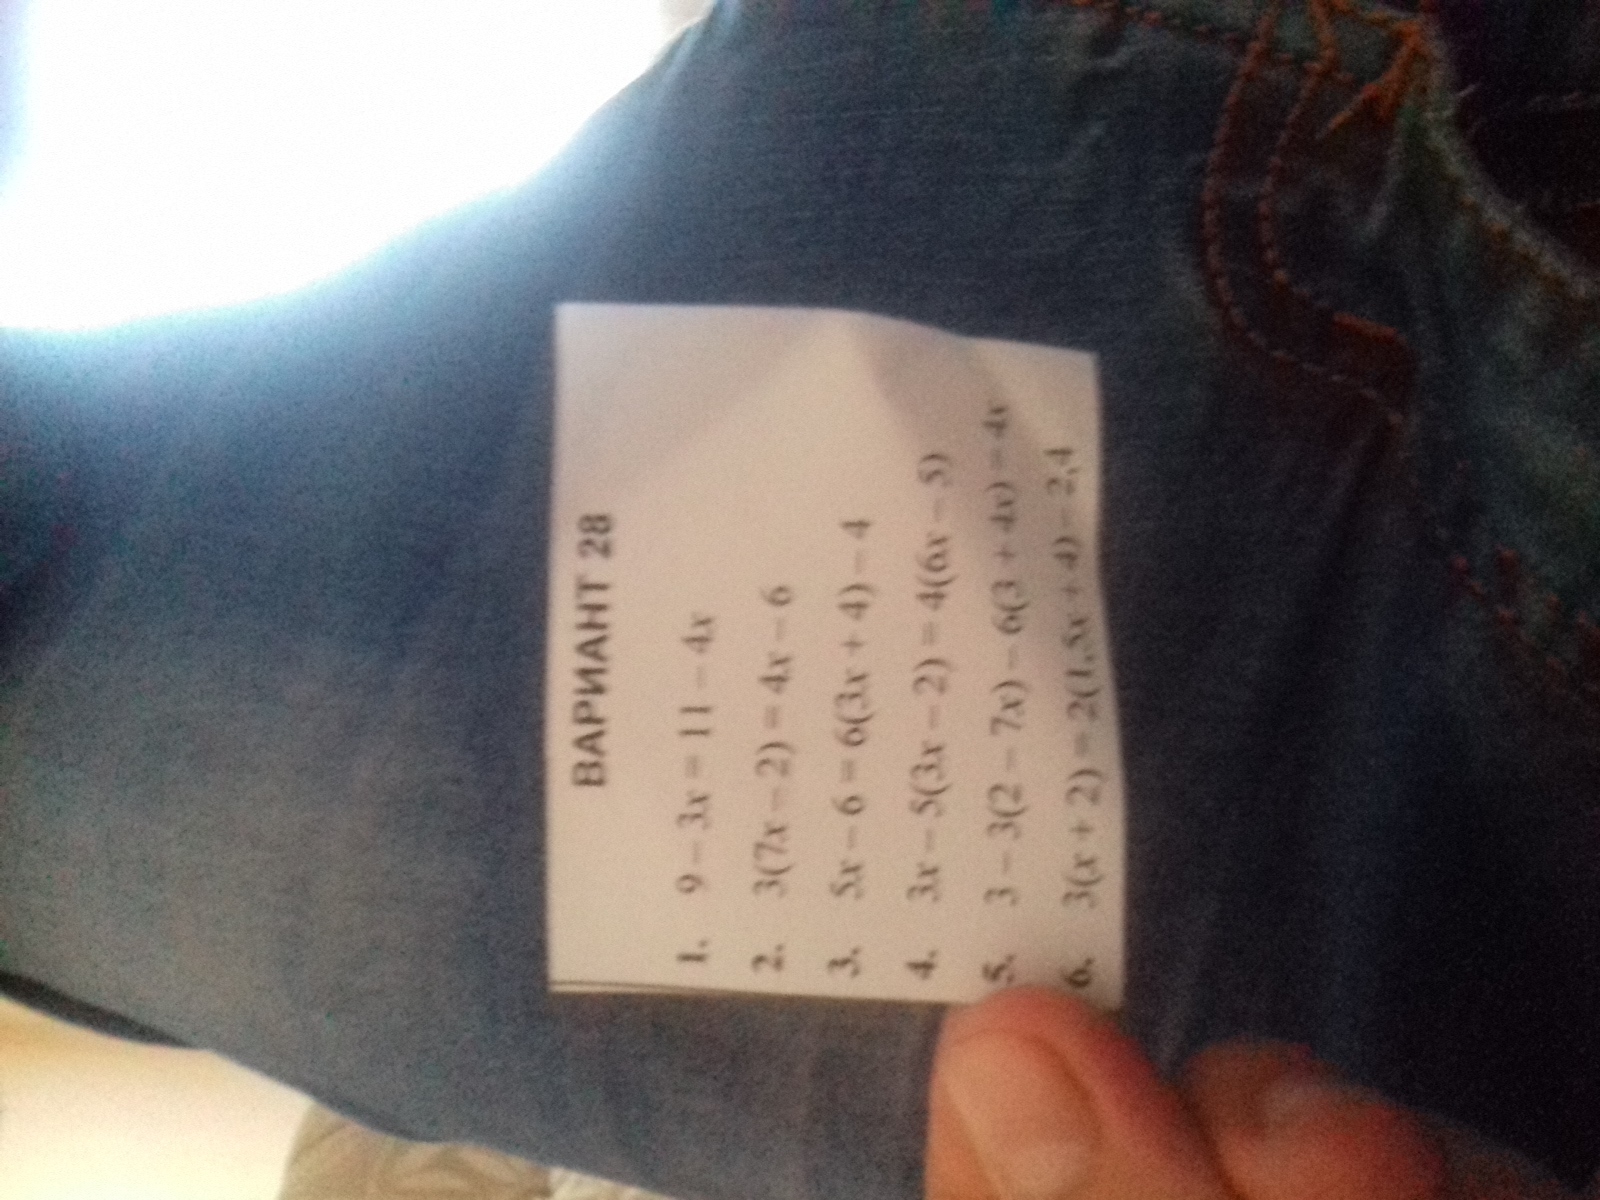 ВАРИАНТ 28
1. 9 – 3x = 11 – 4x
2. 3(7x – 2) = 4x – 6
3. 5x – 6 = 6(3x + 4) – 4
4. 3x – 5(3x – 2) = 4(6x – 5)
5. 3 – 3(2 – 7x) – 6(3 + 4x) – 4x
6. 3(x + 2) = 2(1,5x + 4) – 2,4